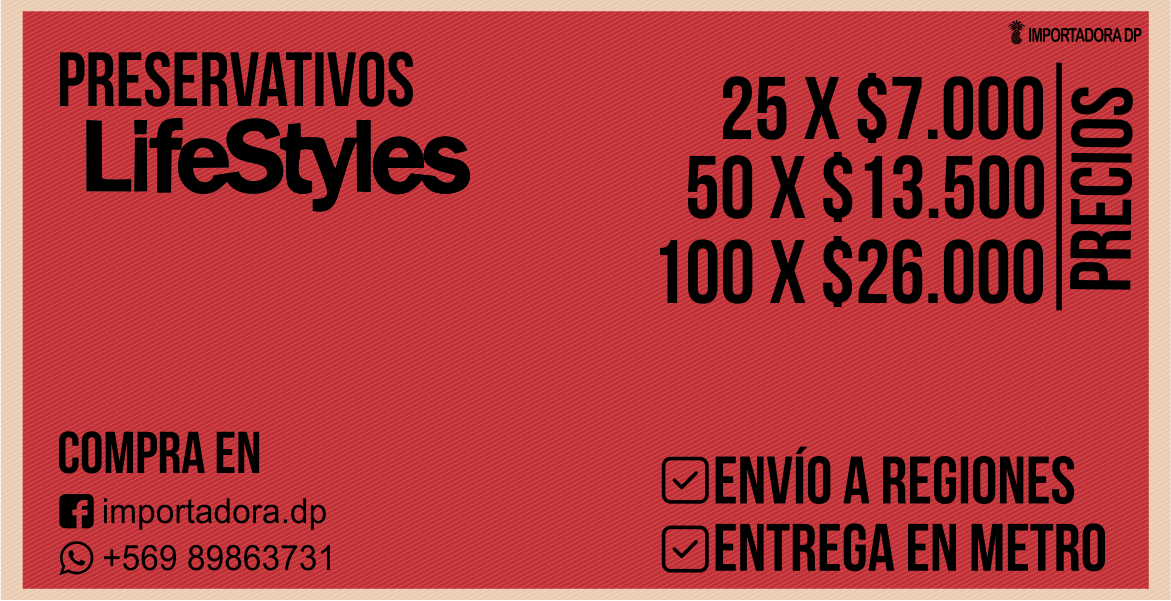 IMPORTADORA DP
PRESERVATIVOS
LifeStyles
25 X $7.000
50 X $13.500
100 X $26.000
PRECIOS
COMPRA EN
importadora.dp
+569 89863731
ENVÍO A REGIONES
ENTREGA EN METRO